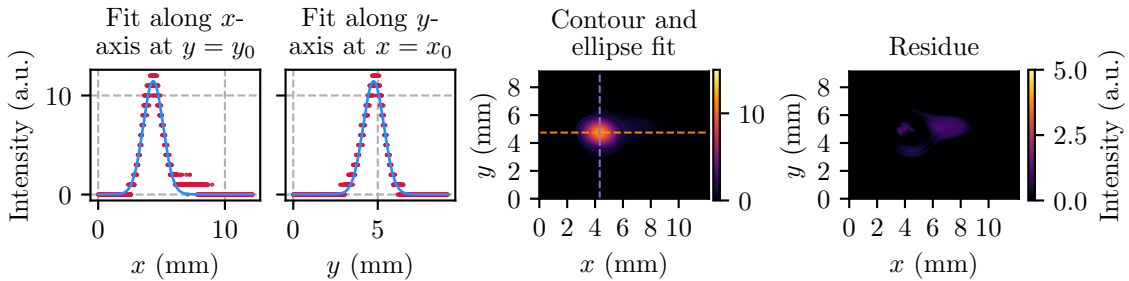 Fit along x-
axis at y = y₀
Intensity (a.u.)
10
0
0
10
x (mm)
Fit along y-
axis at x = x₀
0
5
y (mm)
Contour and
ellipse fit
y (mm)
8
6
4
2
0
0 2 4 6 8 10
x (mm)
10
0
Residue
y (mm)
8
6
4
2
0
0 2 4 6 8 10
x (mm)
5.0
2.5
0.0
Intensity (a.u.)